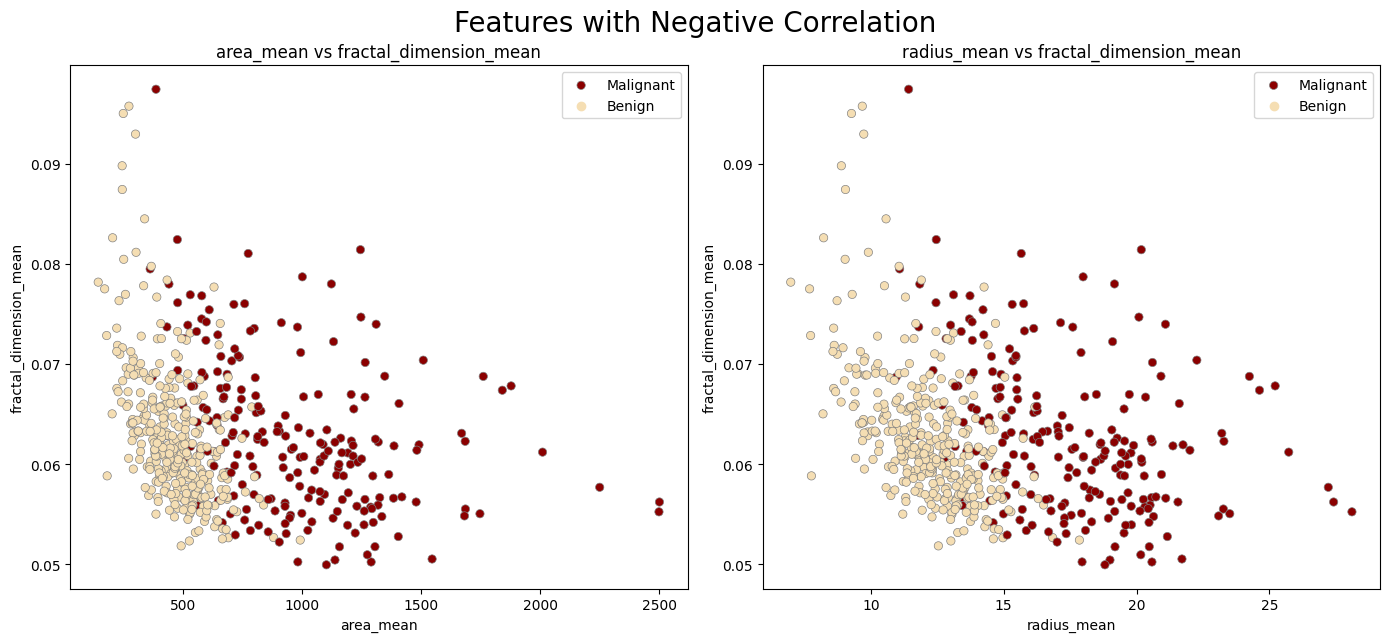 Features with Negative Correlation
area_mean vs fractal_dimension_mean
Malignant
Benign
0.09
0.08
0.07
0.06
0.05
fractal_dimension_mean
500
1000
1500
2000
2500
area_mean
radius_mean vs fractal_dimension_mean
Malignant
Benign
0.09
0.08
0.07
0.06
0.05
fractal_dimension_mean
10
15
20
25
radius_mean